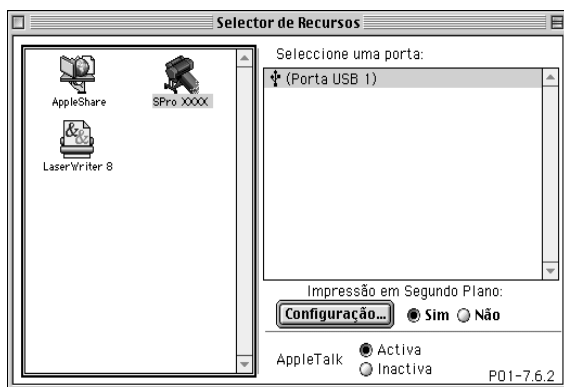 Selector de Recursos
AppleShare
SPro XXXX
LaserWriter 8
Seleccione uma porta:
(Porta USB 1)
Impressão em Segundo Plano:
Configuração... Sim Não
AppleTalk Activa
Inactiva
P01-7.6.2